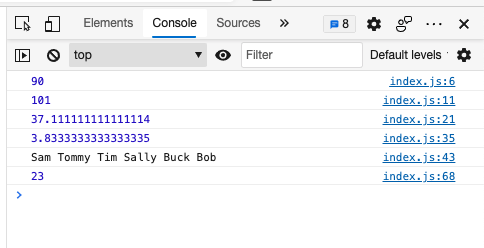 Elements Console Sources » 8
top Filter Default levels
90 index.js:6
101 index.js:11
37.111111111111114 index.js:21
3.8333333333333335 index.js:35
Sam Tommy Tim Sally Buck Bob index.js:43
23 index.js:68
>